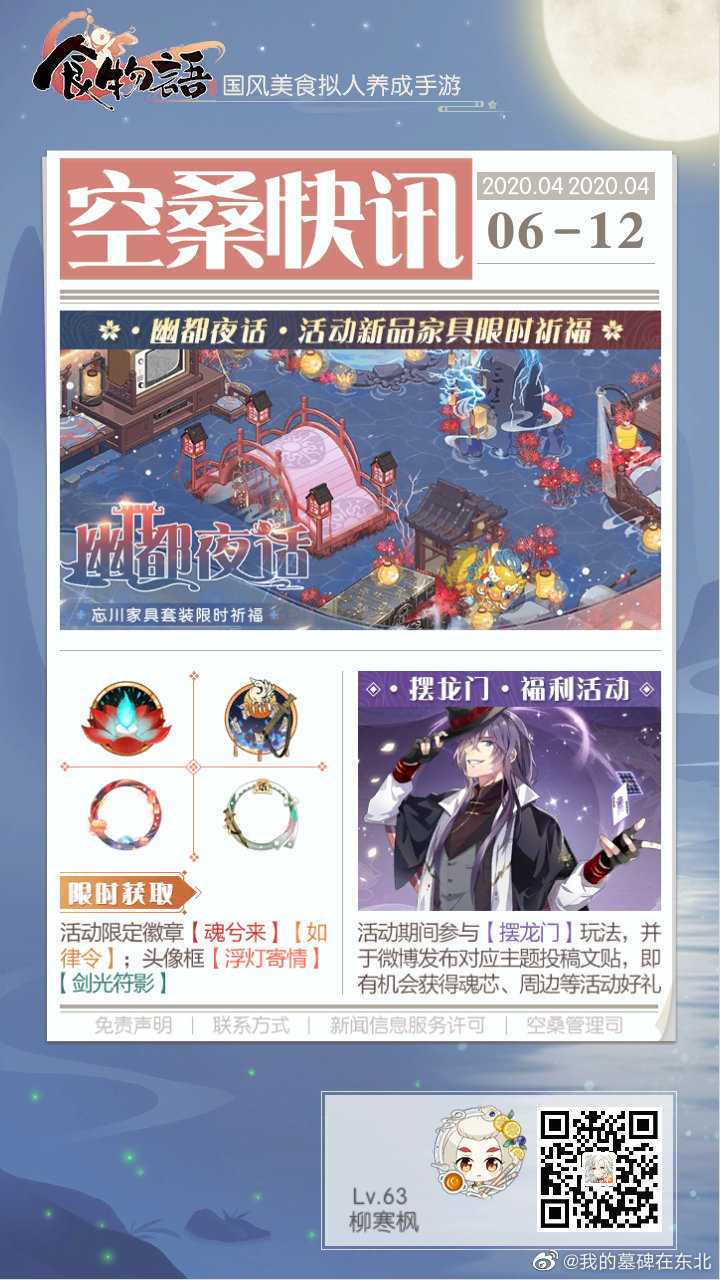 食物語
国风美食拟人养成手游
空桑快讯
2020.04 2020.04
06-12
·幽都夜话·活动新品家具限时祈福
幽都夜话
忘川家具套装限时祈福
·摆龙门·福利活动
限时获取
活动限定徽章【魂兮来】【如
律令】；头像框【浮灯寄情】
【剑光符影】
活动期间参与【摆龙门】玩法，并
于微博发布对应主题投稿文贴，即
有机会获得魂芯、周边等活动好礼
免责声明 | 联系方式 | 新闻信息服务许可 | 空桑管理司
Lv.63
柳寒枫
@我的墓碑在东北